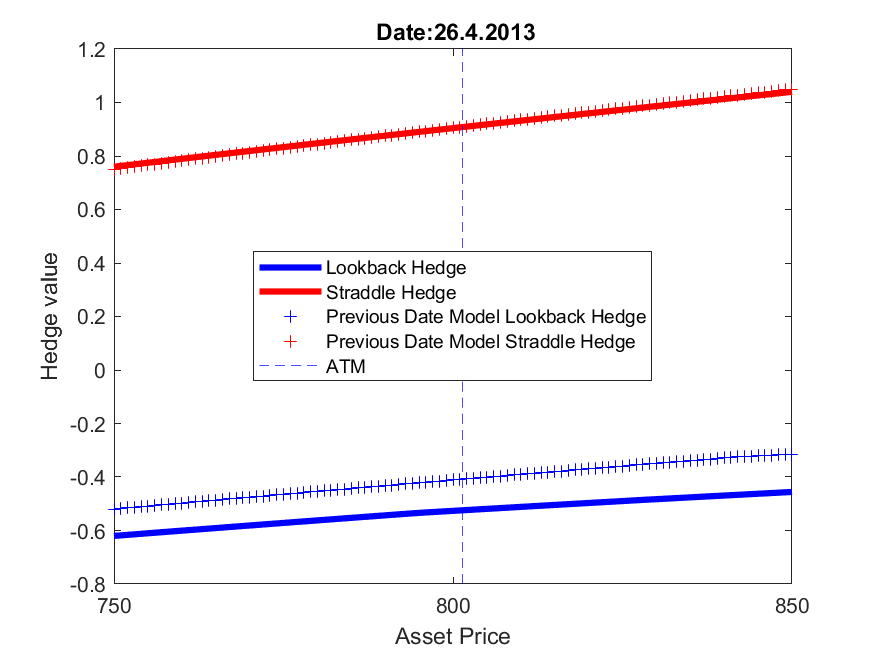 Date:26.4.2013
1.2
1
0.8
0.6
0.4
0.2
0
-0.2
-0.4
-0.6
-0.8
Hedge value
Lookback Hedge
Straddle Hedge
Previous Date Model Lookback Hedge
Previous Date Model Straddle Hedge
ATM
750
800
850
Asset Price